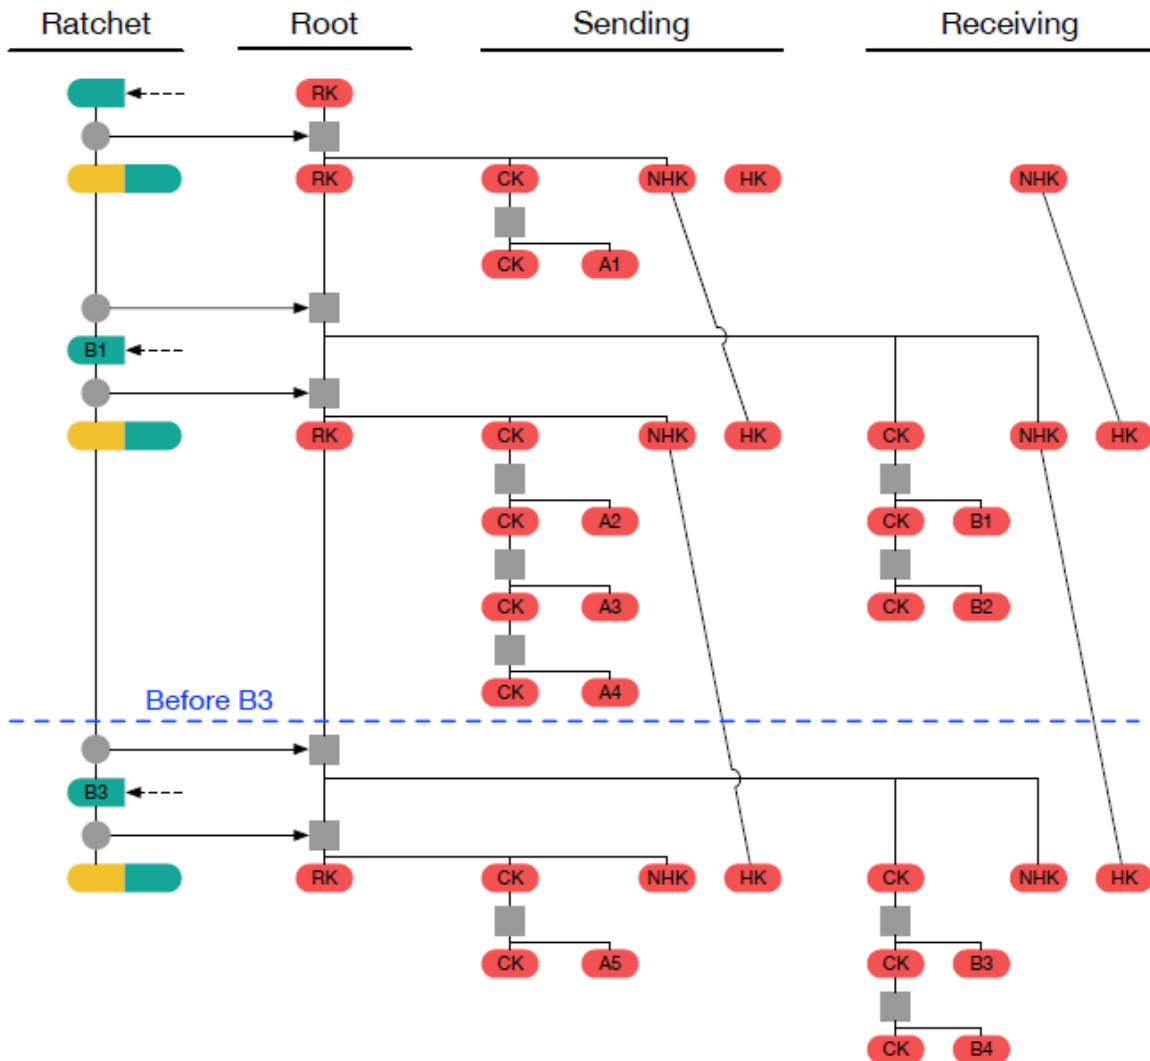 Ratchet Root Sending Receiving
RK
RK CK NHK HK NHK
CK A1
B1
RK CK NHK HK CK NHK HK
CK A2 CK B1
CK A3 CK B2
CK A4
Before B3
B3
RK CK NHK HK CK NHK HK
CK A5 CK B3
CK B4